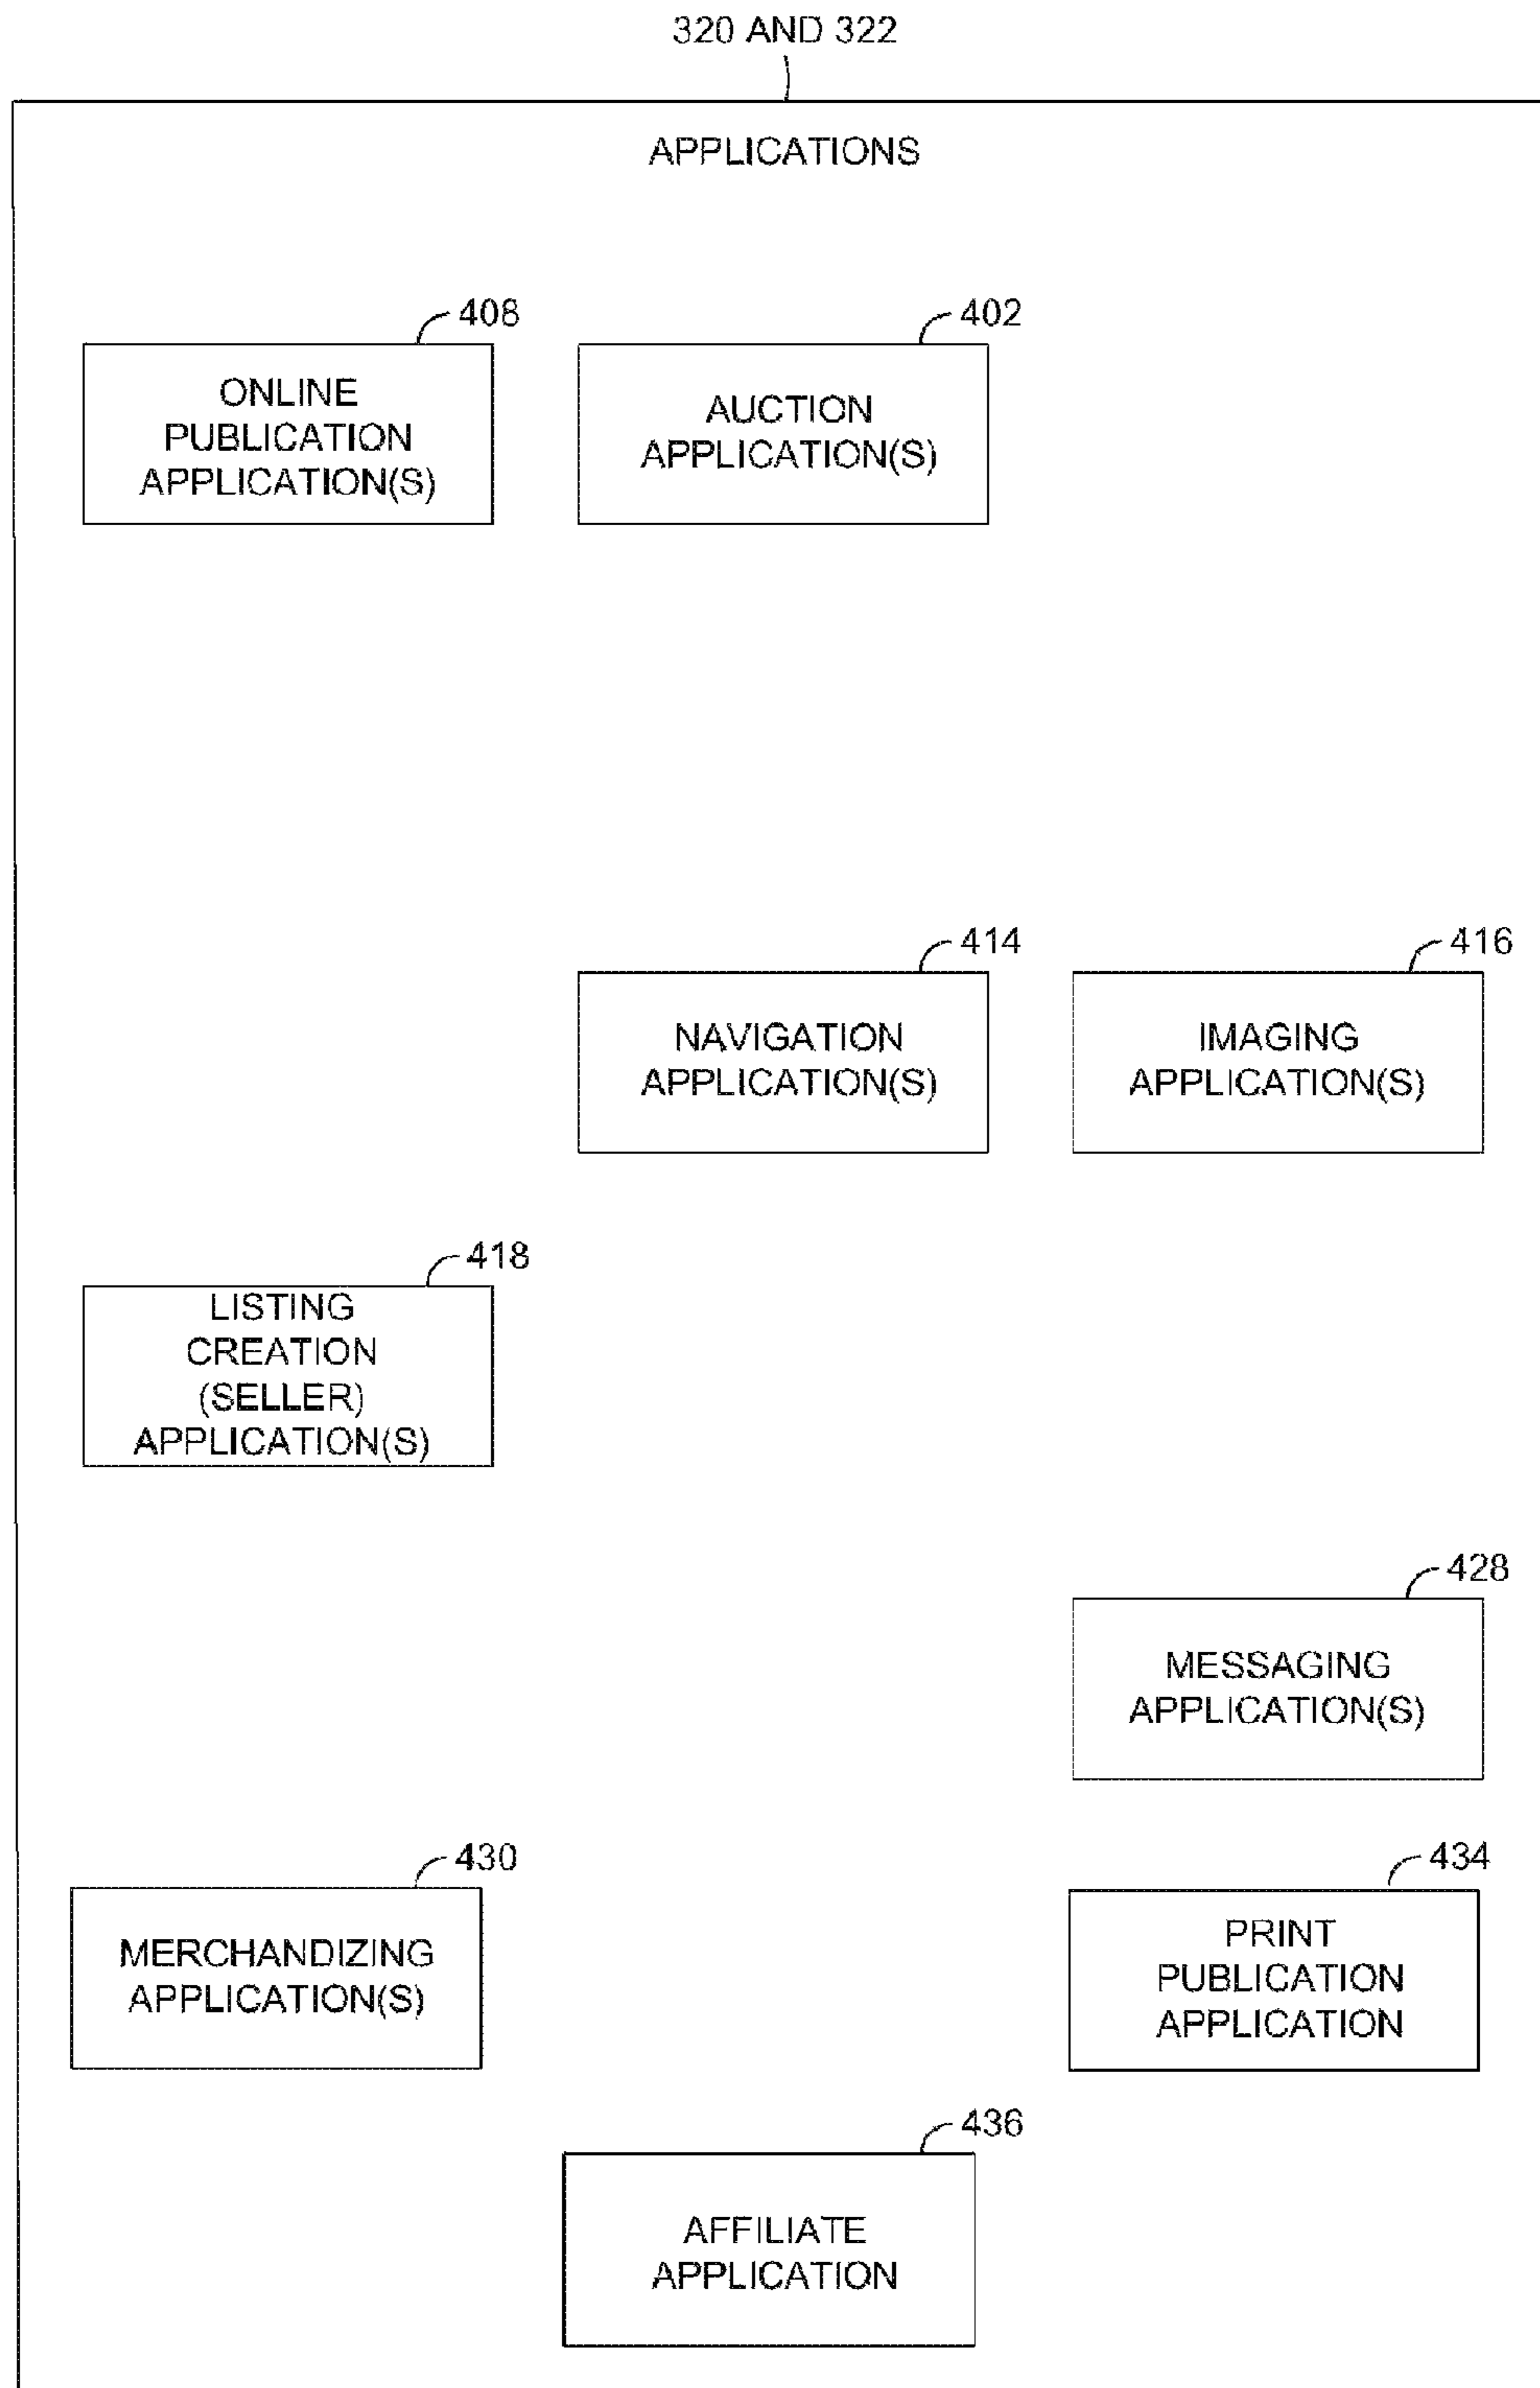 320 AND 322
APPLICATIONS
408
ONLINE
PUBLICATION
APPLICATION(S)
402
AUCTION
APPLICATION(S)
414
NAVIGATION
APPLICATION(S)
416
IMAGING
APPLICATION(S)
418
LISTING
CREATION
(SELLER)
APPLICATION(S)
428
MESSAGING
APPLICATION(S)
430
MERCHANDIZING
APPLICATION(S)
434
PRINT
PUBLICATION
APPLICATION
436
AFFILIATE
APPLICATION